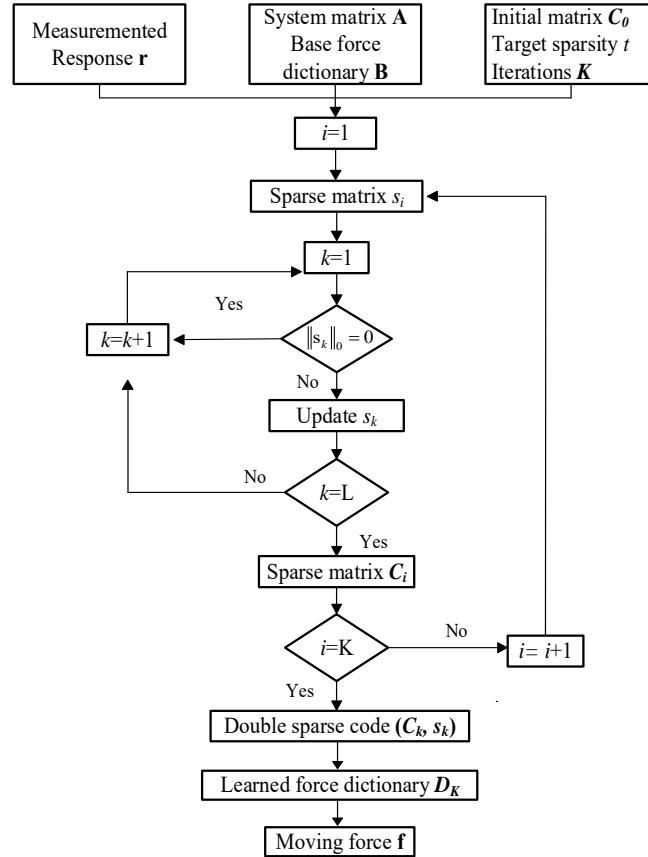 Measuremented
Response r
System matrix A
Base force
dictionary B
Initial matrix C₀
Target sparsity t
Iterations K
i=1
Sparse matrix sᵢ
k=1
Yes
k=k+1
‖sₖ‖₀ = 0
No
Update sₖ
No
k=L
Yes
Sparse matrix Cᵢ
i=K
No
i= i+1
Yes
Double sparse code (Cₖ, sₖ)
Learned force dictionary D_K
Moving force f